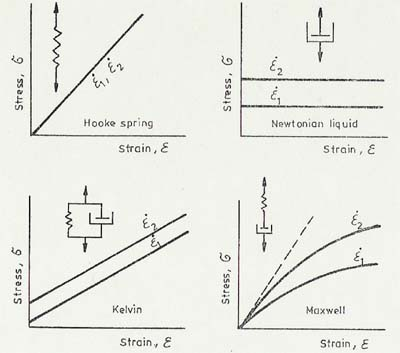 Stress, σ
ε̇₁, ε̇₂
Hooke spring
Strain, ε
Stress, σ
ε̇₂
ε̇₁
Newtonian liquid
Strain, ε
Stress, σ
ε̇₂
ε̇₁
Kelvin
Strain, ε
Stress, σ
ε̇₂
ε̇₁
Maxwell
Strain, ε